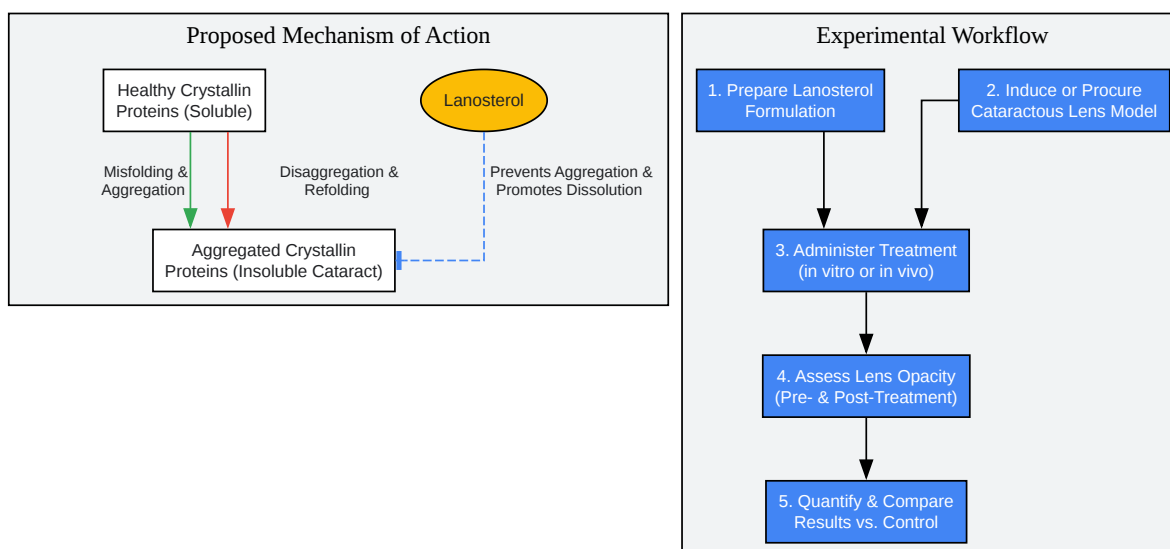 Proposed Mechanism of Action
Healthy Crystallin
Proteins (Soluble)
Lanosterol
Misfolding &
Aggregation
Disaggregation &
Refolding
Prevents Aggregation &
Promotes Dissolution
Aggregated Crystallin
Proteins (Insoluble Cataract)
Experimental Workflow
1. Prepare Lanosterol
Formulation
2. Induce or Procure
Cataractous Lens Model
3. Administer Treatment
(in vitro or in vivo)
4. Assess Lens Opacity
(Pre- & Post-Treatment)
5. Quantify & Compare
Results vs. Control